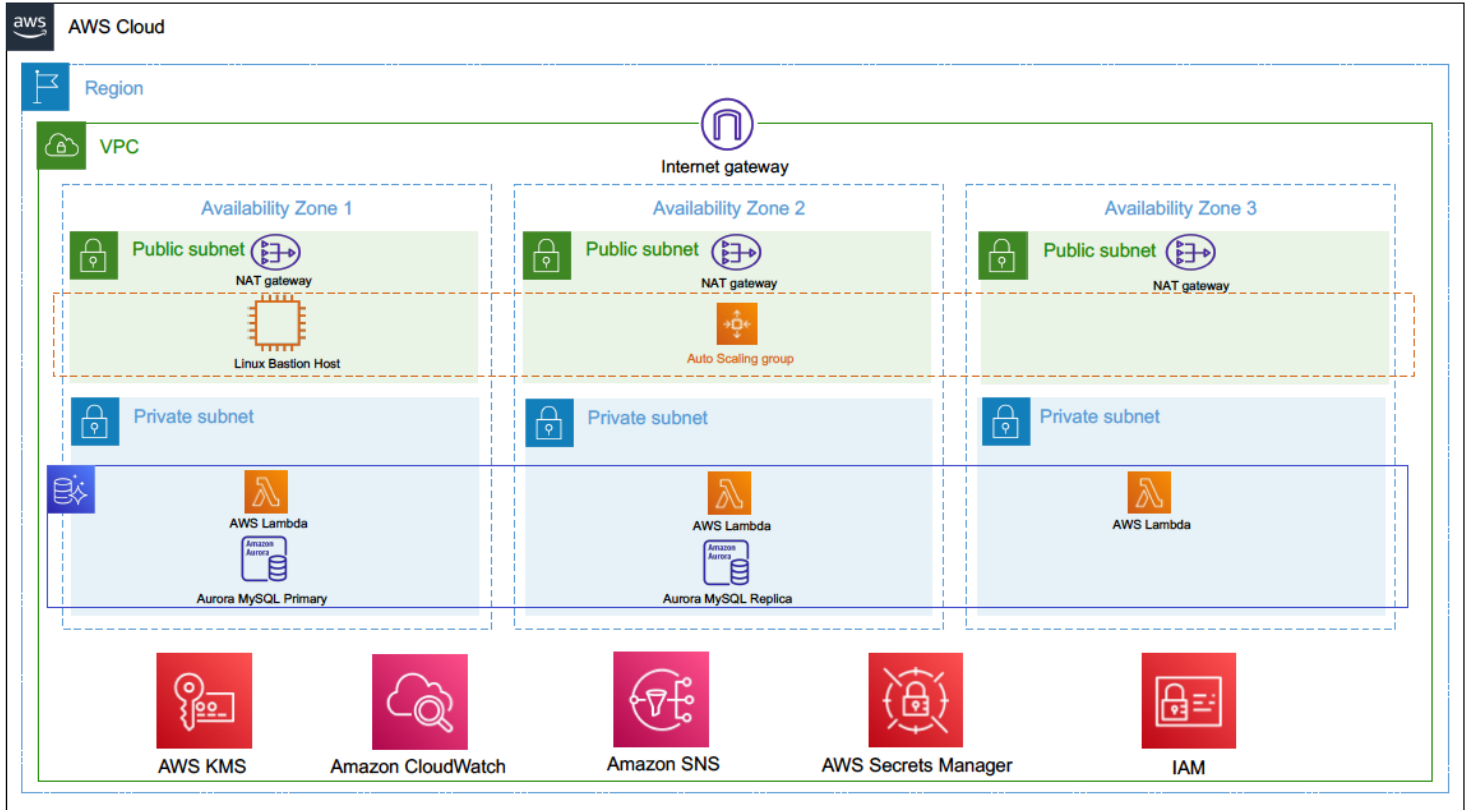 aws
AWS Cloud
Region
VPC
Internet gateway
Availability Zone 1
Availability Zone 2
Availability Zone 3
Public subnet
NAT gateway
Public subnet
NAT gateway
Public subnet
NAT gateway
Linux Bastion Host
Auto Scaling group
Private subnet
Private subnet
Private subnet
AWS Lambda
AWS Lambda
AWS Lambda
Amazon
Aurora
Aurora MySQL Primary
Amazon
Aurora
Aurora MySQL Replica
AWS KMS
Amazon CloudWatch
Amazon SNS
AWS Secrets Manager
IAM